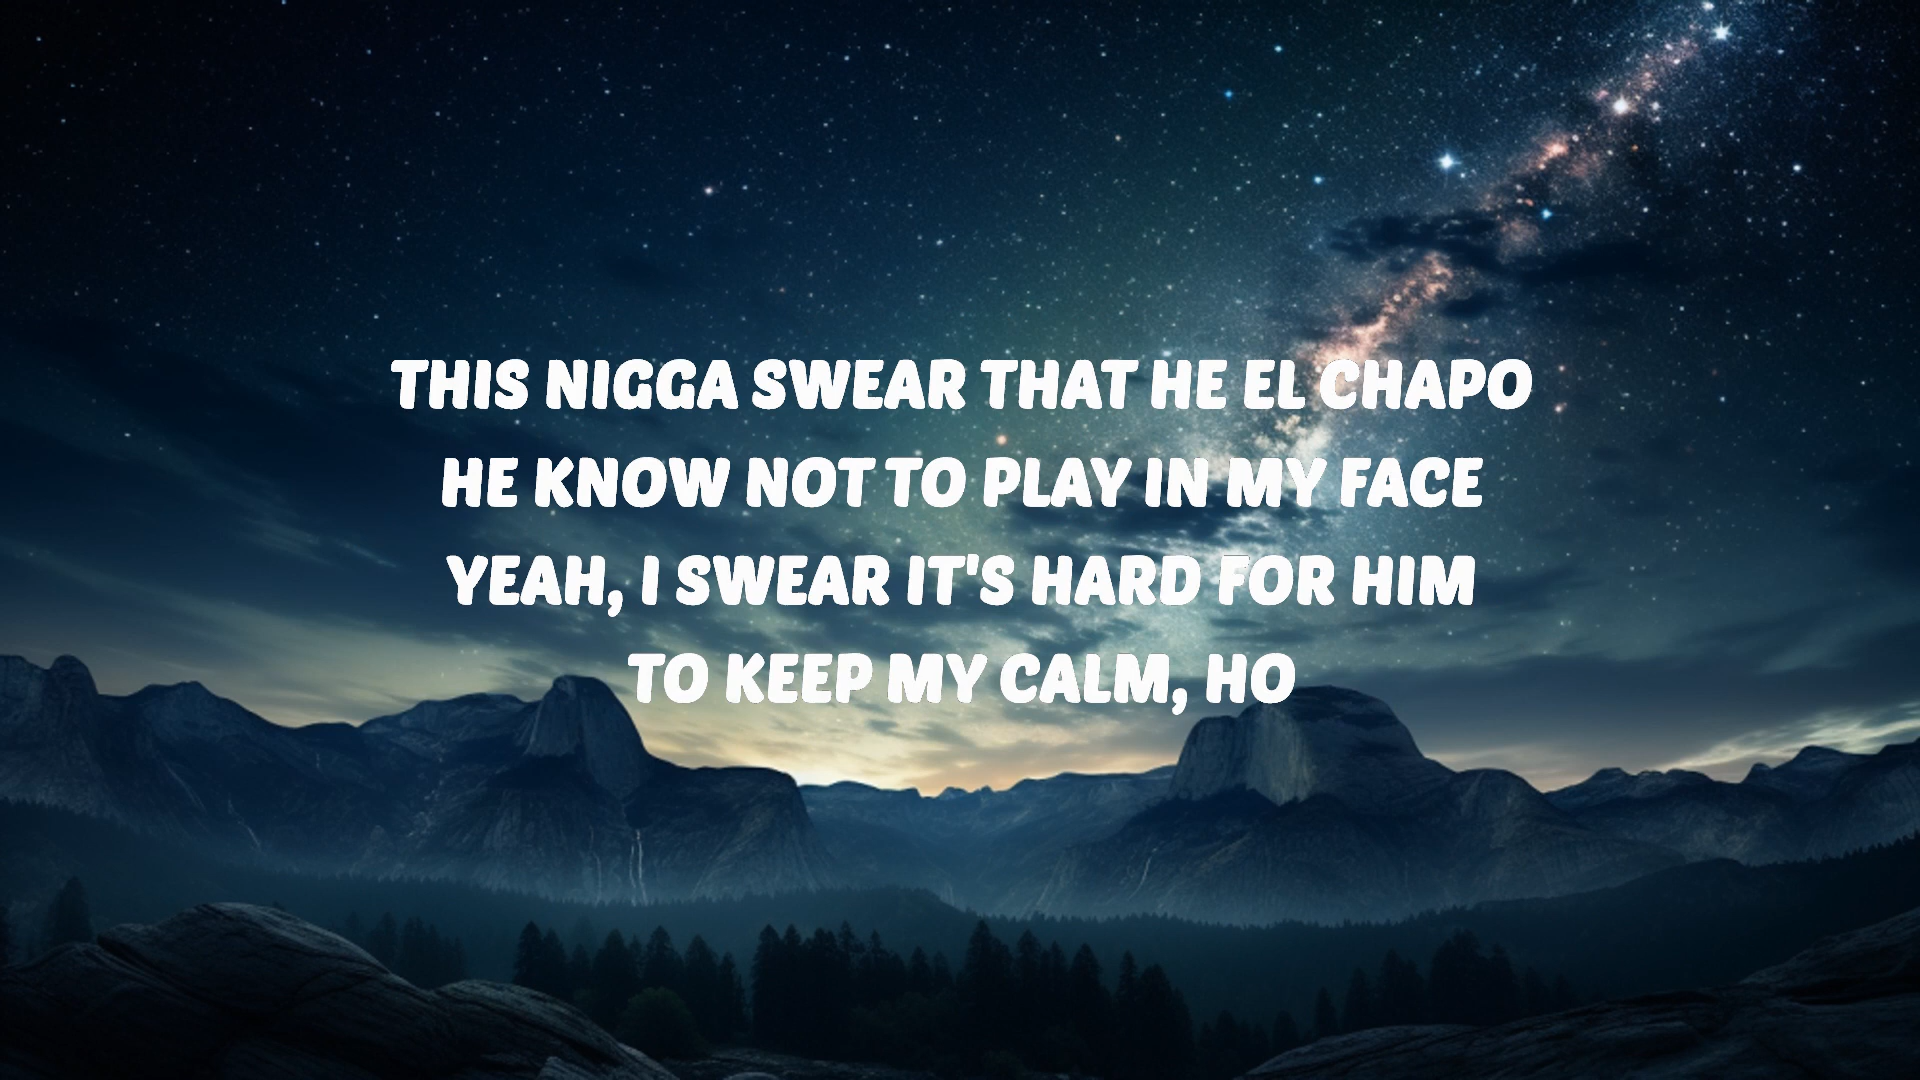 THIS NIGGA SWEAR THAT HE EL CHAPO
HE KNOW NOT TO PLAY IN MY FACE
YEAH, I SWEAR IT'S HARD FOR HIM
TO KEEP MY CALM, HO